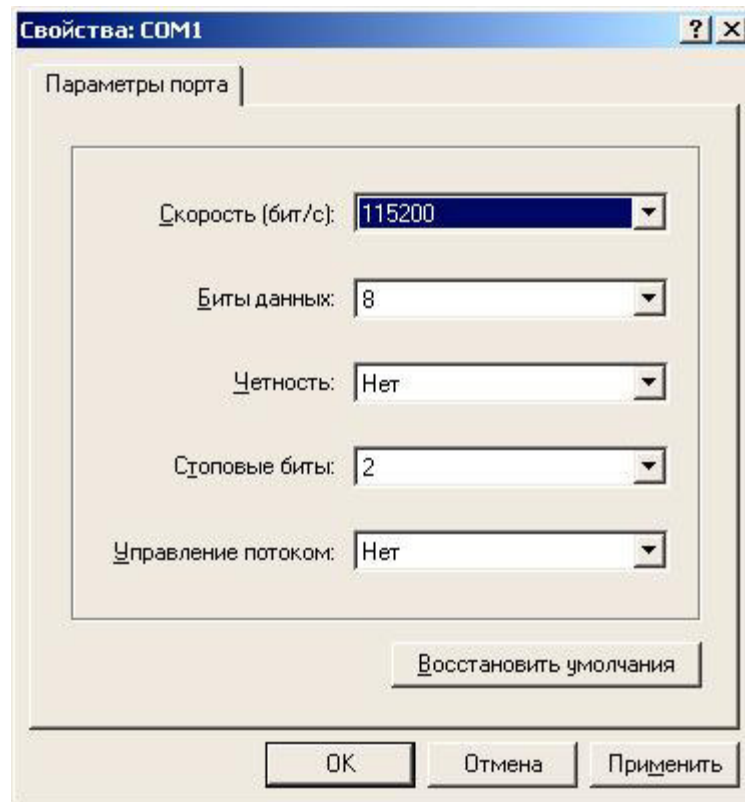 Свойства: COM1
Параметры порта
Скорость (бит/с): 115200
Биты данных: 8
Четность: Нет
Стоповые биты: 2
Управление потоком: Нет
Восстановить умолчания
OK Отмена Применить